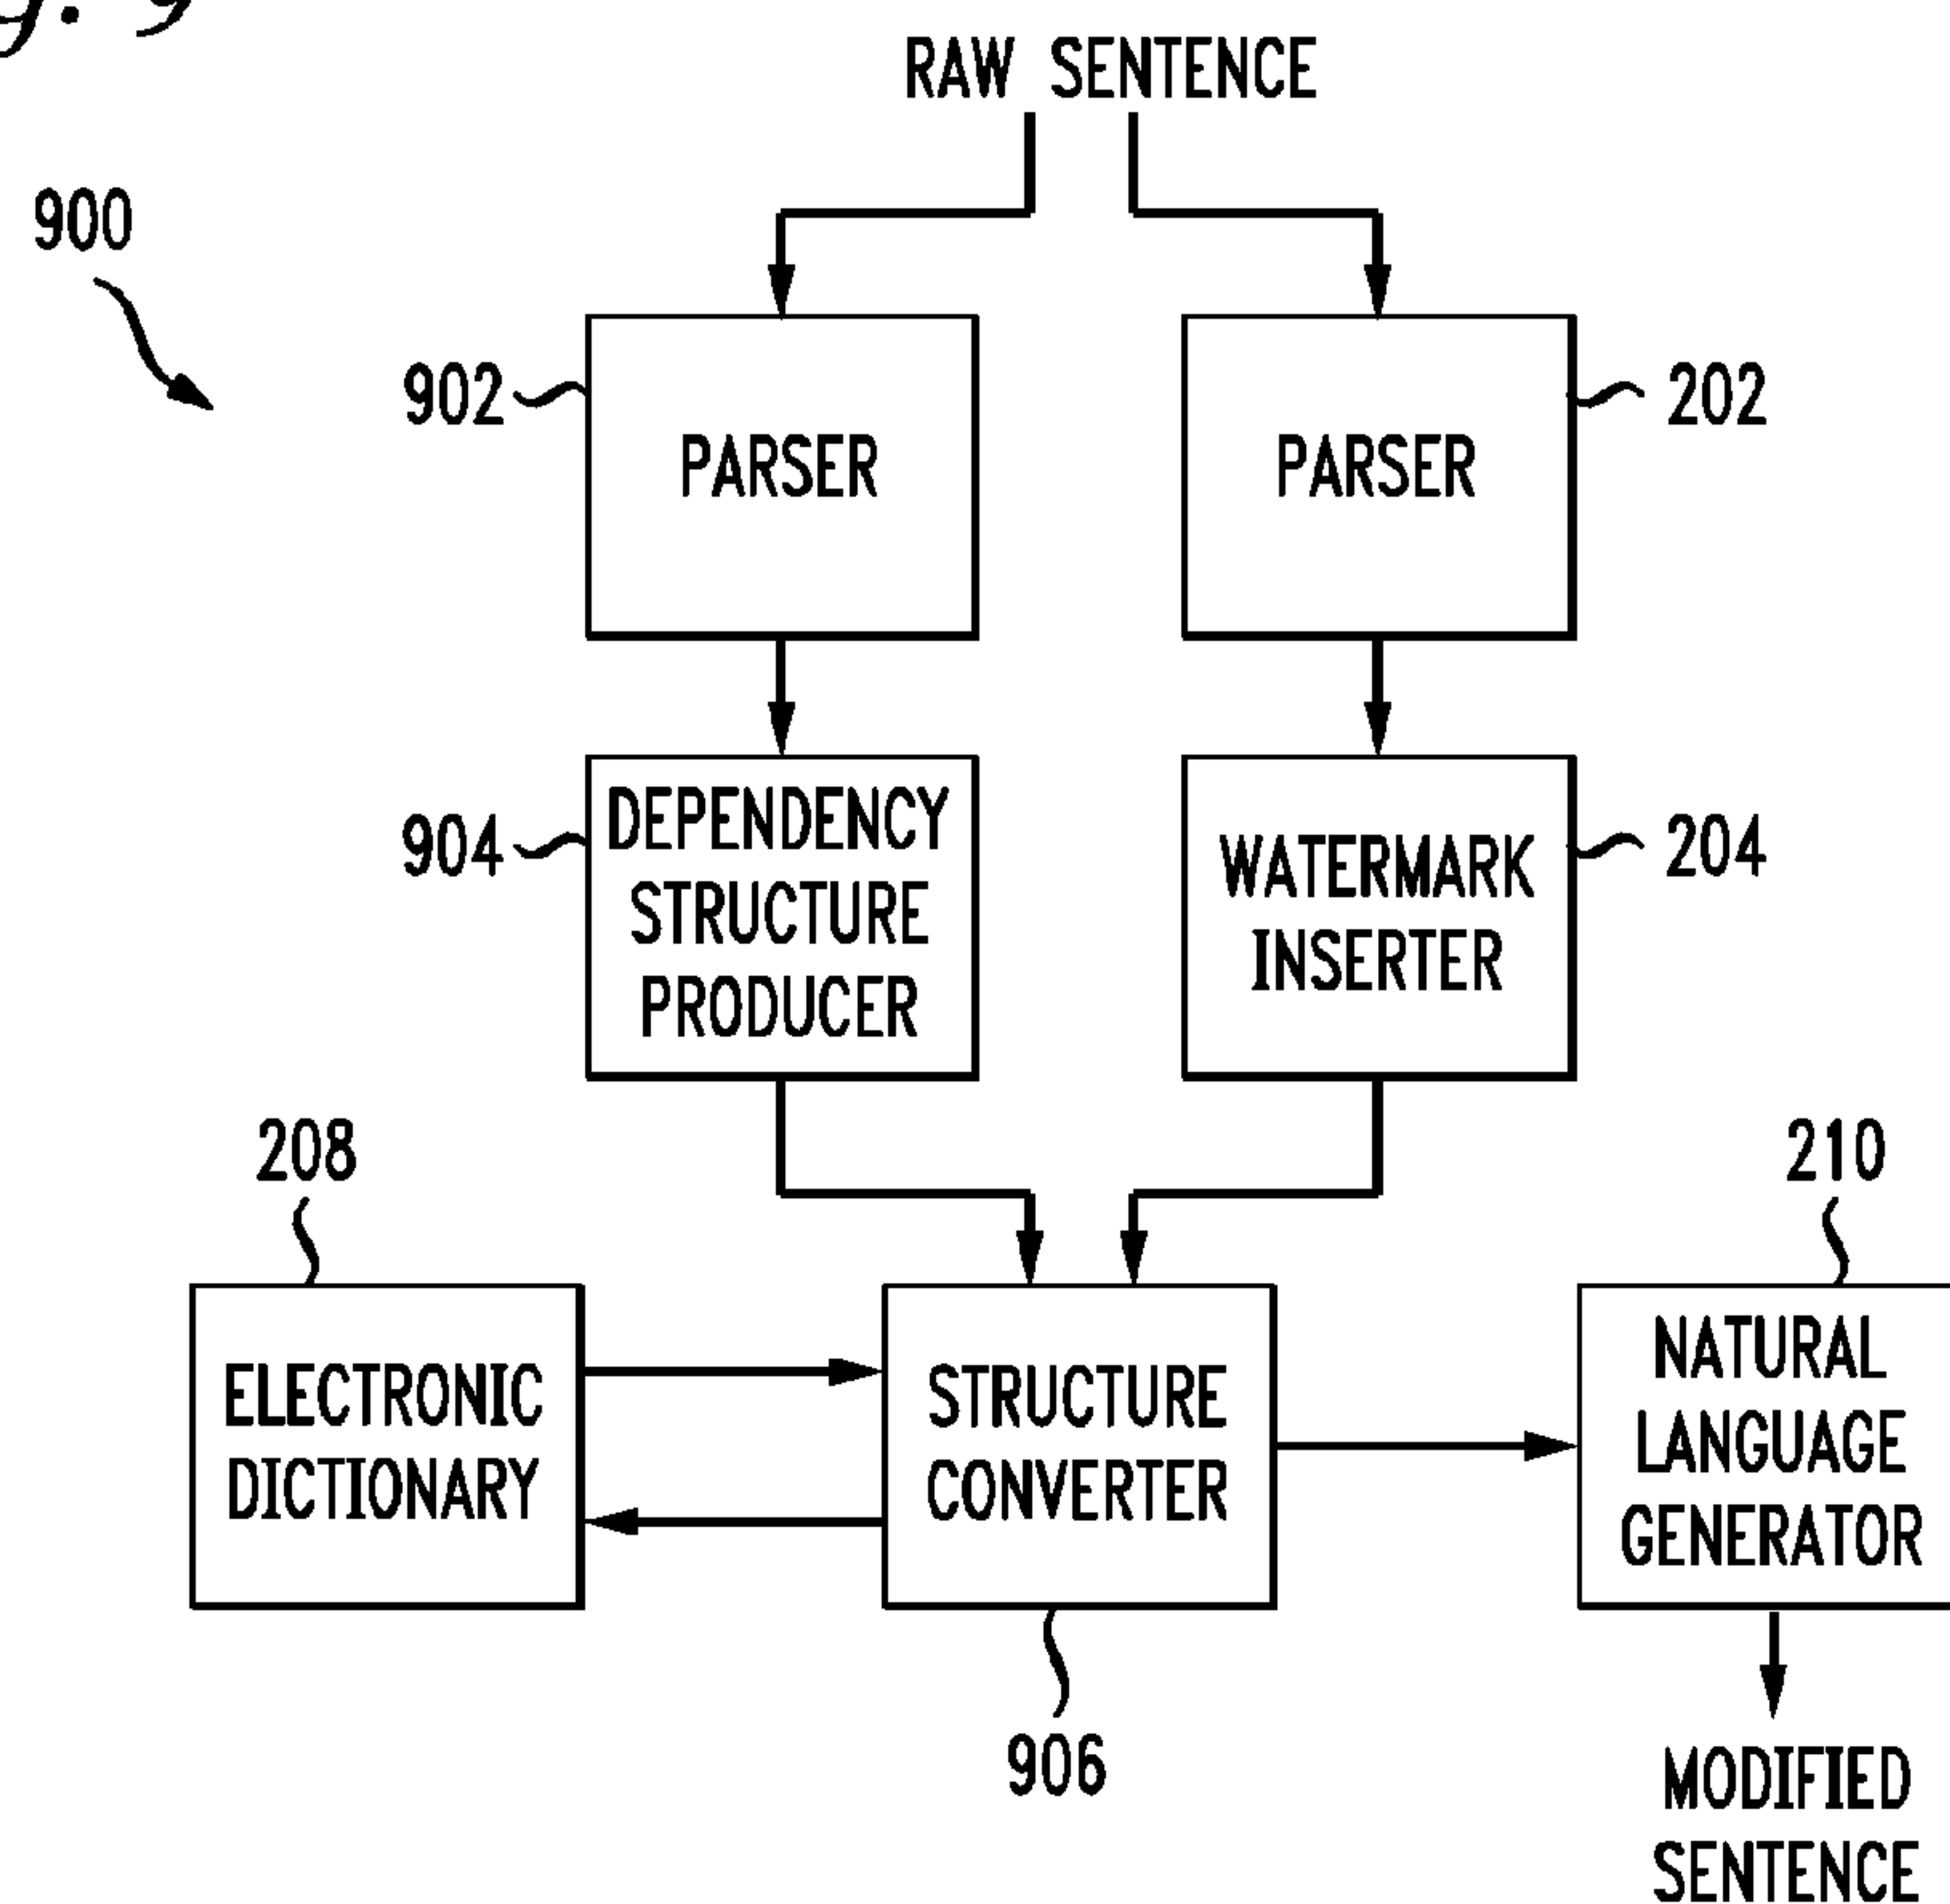 g. 9
RAW SENTENCE
900
902
PARSER
PARSER
202
904
DEPENDENCY
STRUCTURE
PRODUCER
WATERMARK
INSERTER
204
208
210
ELECTRONIC
DICTIONARY
STRUCTURE
CONVERTER
NATURAL
LANGUAGE
GENERATOR
906
MODIFIED
SENTENCE